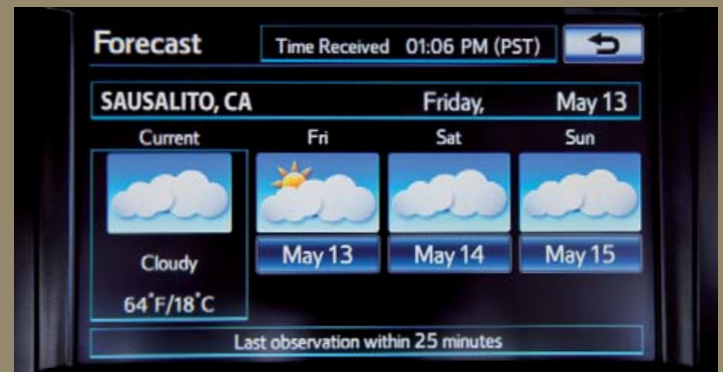 Forecast
Time Received 01:06 PM (PST)
SAUSALITO, CA Friday, May 13
Current Fri Sat Sun
May 13 May 14 May 15
Cloudy
64°F/18°C
Last observation within 25 minutes